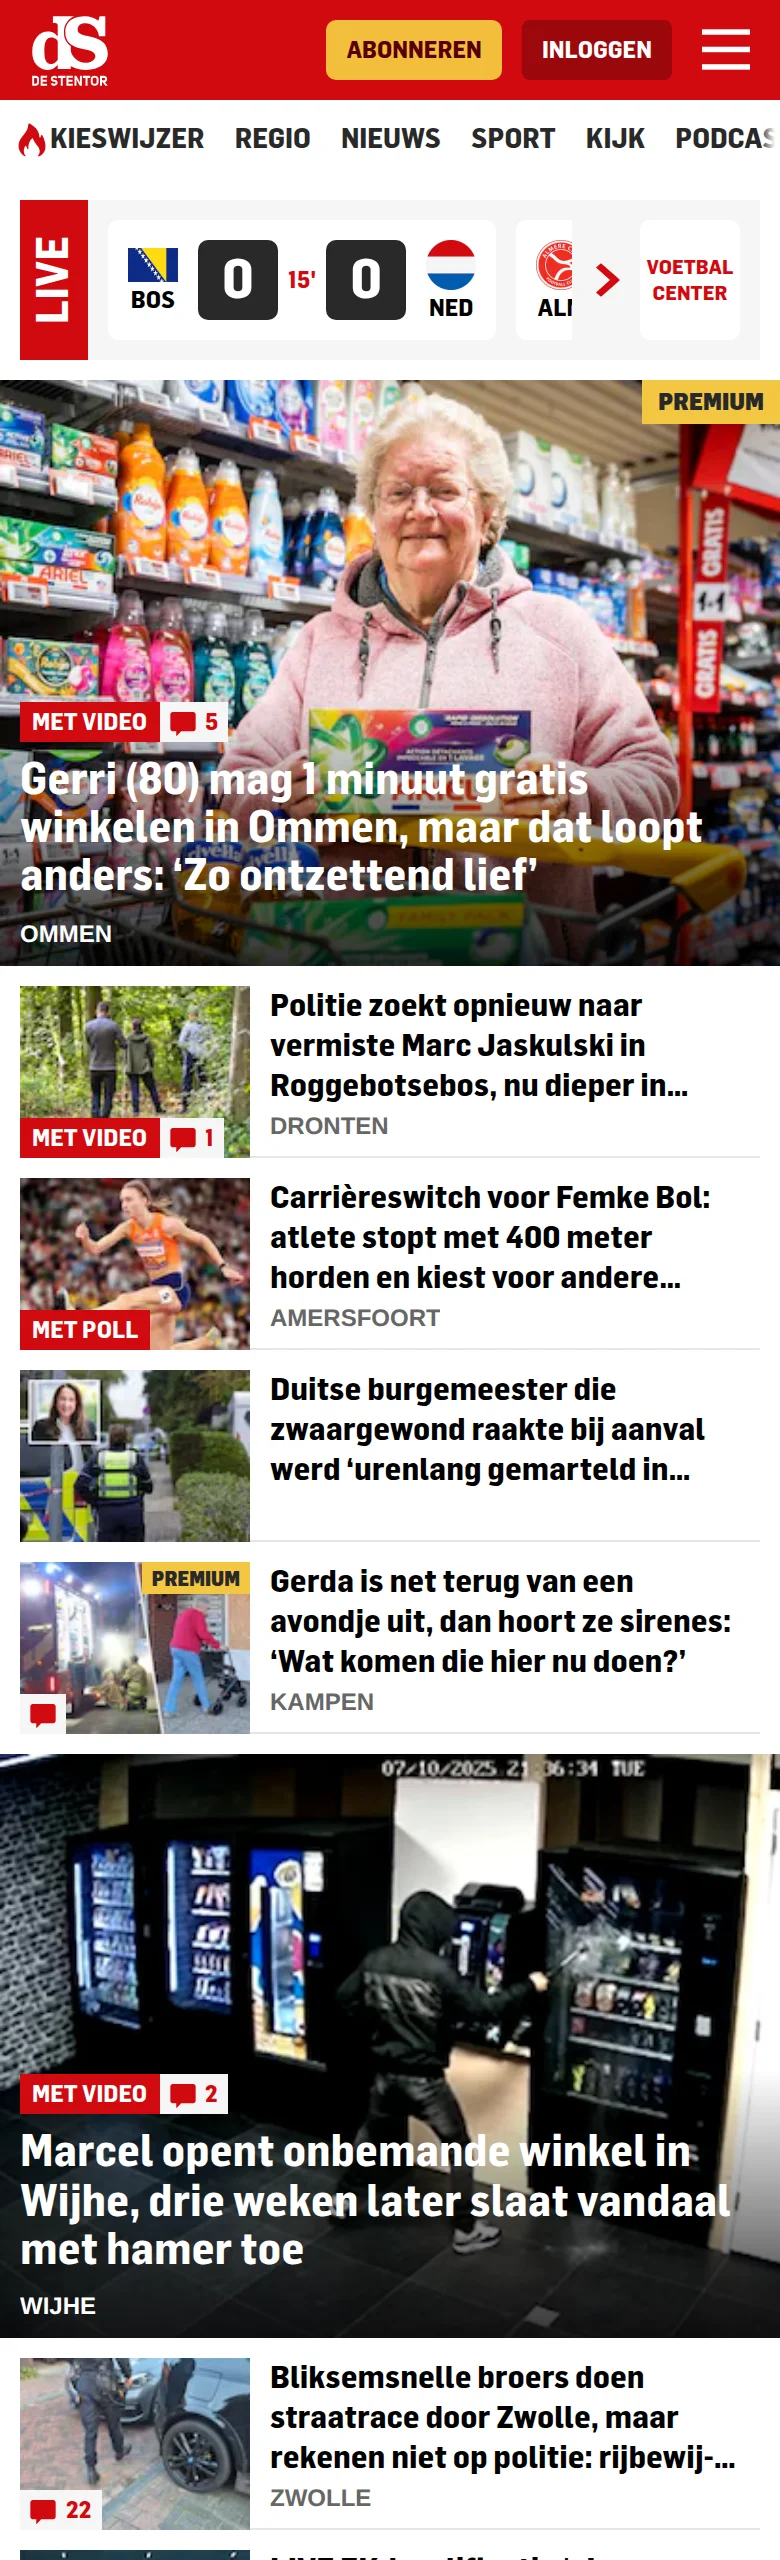 dS
DE STENTOR
ABONNEREN
INLOGGEN
KIESWIJZER REGIO NIEUWS SPORT KIJK PODCAS
LIVE
BOS
0
15'
0
NED
VOETBAL
CENTER
PREMIUM
GRATIS
1+1
GRATIS
ARIEL
MET VIDEO 5
Gerri (80) mag 1 minuut gratis
winkelen in Ommen, maar dat loopt
anders: ‘Zo ontzettend lief’
OMMEN
Politie zoekt opnieuw naar
vermiste Marc Jaskulski in
Roggebotsebos, nu dieper in...
DRONTEN
MET VIDEO 1
Carrièreswitch voor Femke Bol:
atlete stopt met 400 meter
horden en kiest voor andere...
AMERSFOORT
MET POLL
Duitse burgemeester die
zwaargewond raakte bij aanval
werd ‘urenlang gemarteld in...
PREMIUM
Gerda is net terug van een
avondje uit, dan hoort ze sirenes:
‘Wat komen die hier nu doen?’
KAMPEN
07/10/2025 21:36:34 TUE
MET VIDEO 2
Marcel opent onbemande winkel in
Wijhe, drie weken later slaat vandaal
met hamer toe
WIJHE
Bliksemsnelle broers doen
straatrace door Zwolle, maar
rekenen niet op politie: rijbewij-...
ZWOLLE
22